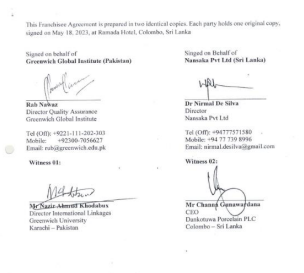 This Franchisee Agreement is prepared in two identical copies. Each party holds one original copy,
signed on May 18, 2023, at Ramada Hotel, Colombo, Sri Lanka
Signed on behalf of
Greenwich Global Institute (Pakistan)
Rab Nawaz
Director Quality Assurance
Greenwich Global Institute
Tel (Off): +9221-111-202-303
Mobile: +92300-7056627
Email: rab@greenwich.edu.pk
Witness 01:
Mr Nazir Ahmed Khodabux
Director International Linkages
Greenwich University
Karachi – Pakistan
Singed on Behalf of
Nansaka Pvt Ltd (Sri Lanka)
Dr Nirmal De Silva
Director
Nansaka Pvt Ltd
Tel (Off): +94777571580
Mobile: +94 77 739 8996
Email: nirmal.desilva@gmail.com
Witness 02:
Mr Channa Gunawardana
CEO
Dankotuwa Porcelain PLC
Colombo – Sri Lanka